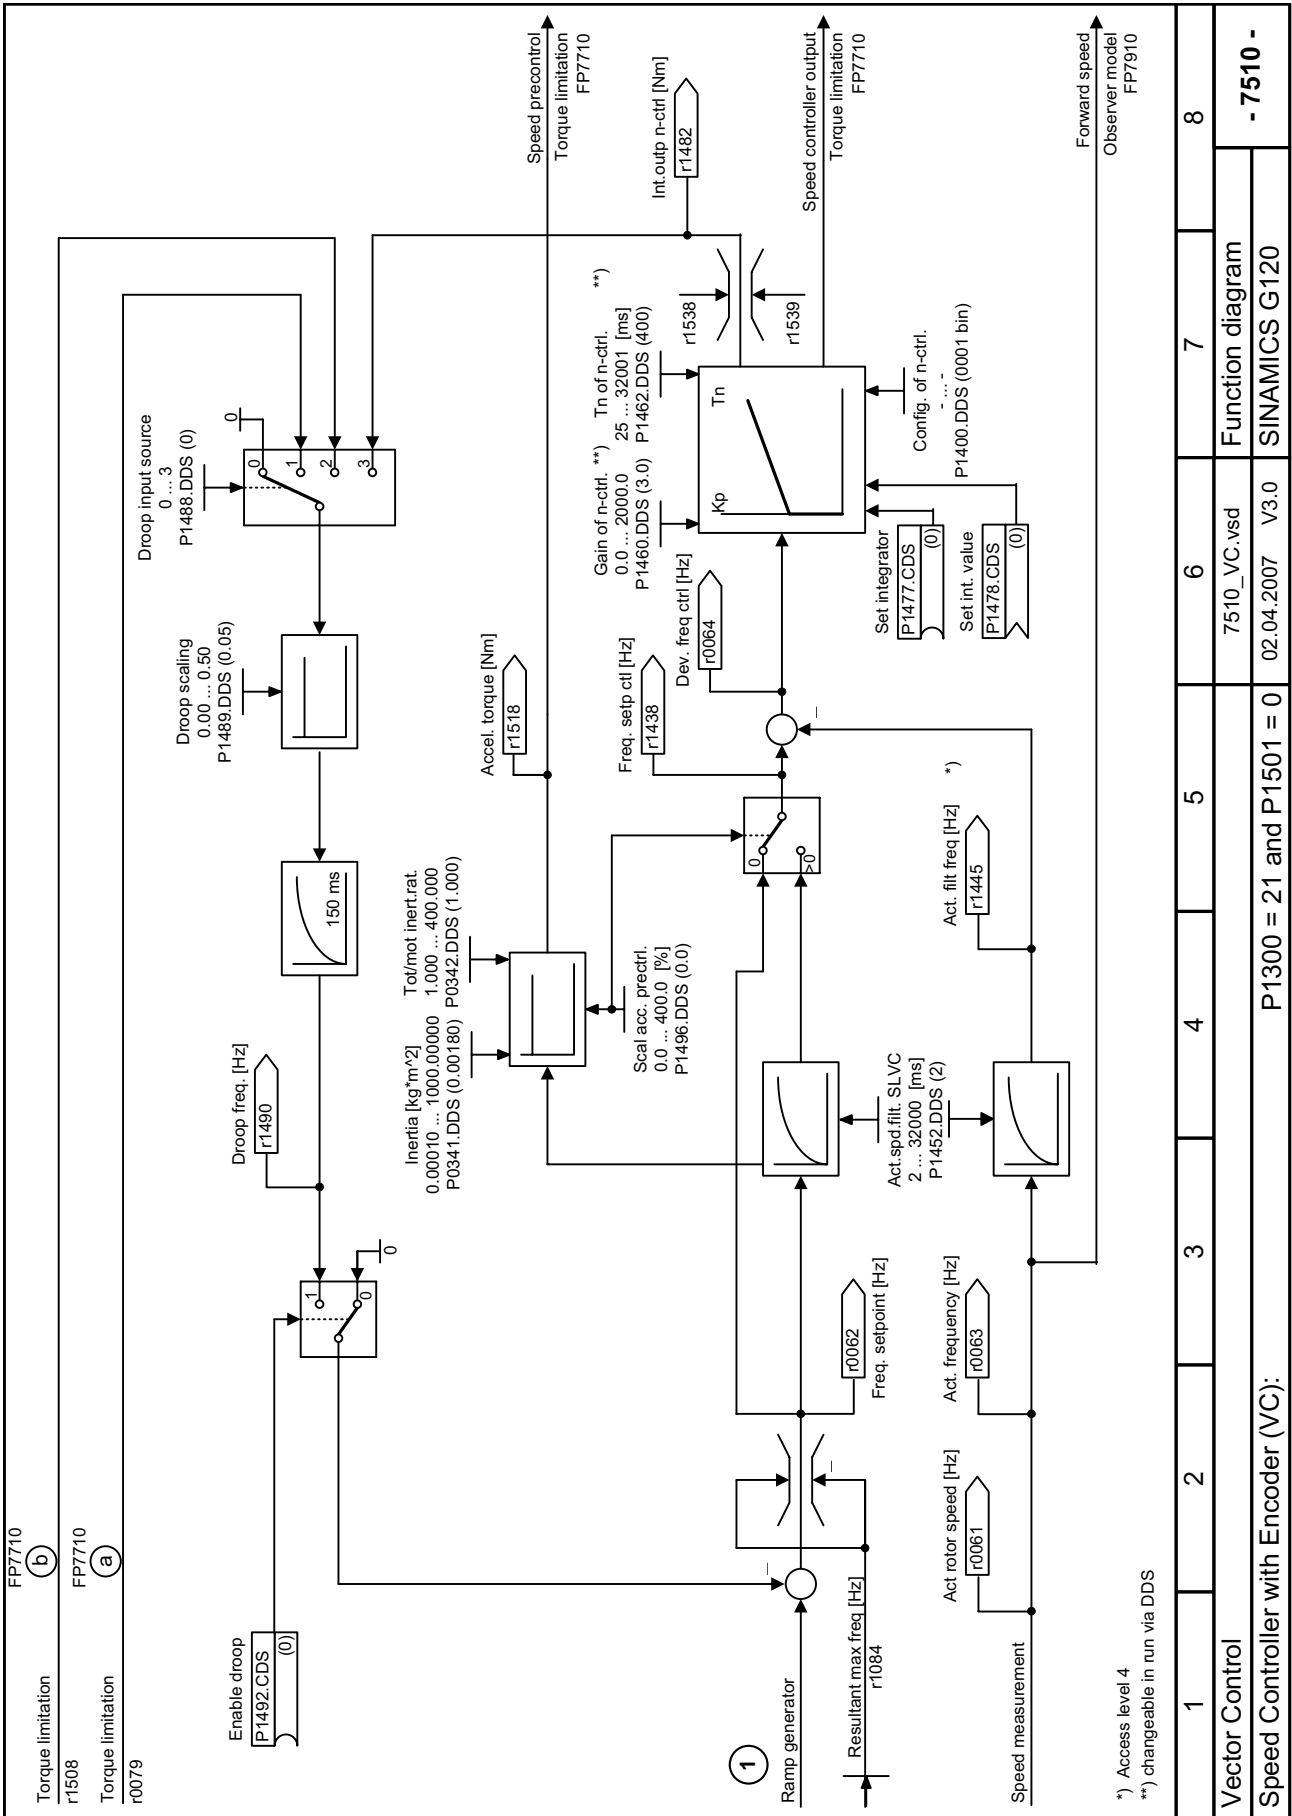 FP7710
b
Torque limitation
r1508
FP7710
a
Torque limitation
r0079
Enable droop
P1492.CDS
(0)
1
0
0
Droop freq. [Hz]
r1490
150 ms
Droop scaling
0.00 ... 0.50
P1489.DDS (0.05)
Droop input source
0 ... 3
P1488.DDS (0)
0
0
1
2
3
Inertia [kg*m^2]
0.00010 ... 1000.00000
P0341.DDS (0.00180)
Tot/mot inert.rat.
1.000 ... 400.000
P0342.DDS (1.000)
Accel. torque [Nm]
r1518
Speed precontrol
Torque limitation
FP7710
Scal acc. prectrl.
0.0 ... 400.0 [%]
P1496.DDS (0.0)
Freq. setp ctl [Hz]
r1438
Dev. freq ctrl [Hz]
r0064
Gain of n-ctrl. **)
0.0 ... 2000.0
P1460.DDS (3.0)
Tn of n-ctrl. **)
25 ... 32001 [ms]
P1462.DDS (400)
Int.outp n-ctrl [Nm]
r1482
r1538
r1539
Kp
Tn
Speed controller output
Torque limitation
FP7710
1
Ramp generator
Resultant max freq [Hz]
r1084
–
–
r0062
Freq. setpoint [Hz]
0
>0
–
Act.spd.filt. SLVC
2 ... 32000 [ms]
P1452.DDS (2)
Set integrator
P1477.CDS
(0)
Set int. value
P1478.CDS
(0)
Config. of n-ctrl.
- ... -
P1400.DDS (0001 bin)
Speed measurement
Act rotor speed [Hz]
r0061
Act. frequency [Hz]
r0063
Act. filt freq [Hz] *)
r1445
Forward speed
Observer model
FP7910
*) Access level 4
**) changeable in run via DDS
1 2 3 4 5 6 7 8
Vector Control
7510_VC.vsd
Function diagram
- 7510 -
Speed Controller with Encoder (VC):
P1300 = 21 and P1501 = 0
02.04.2007 V3.0
SINAMICS G120